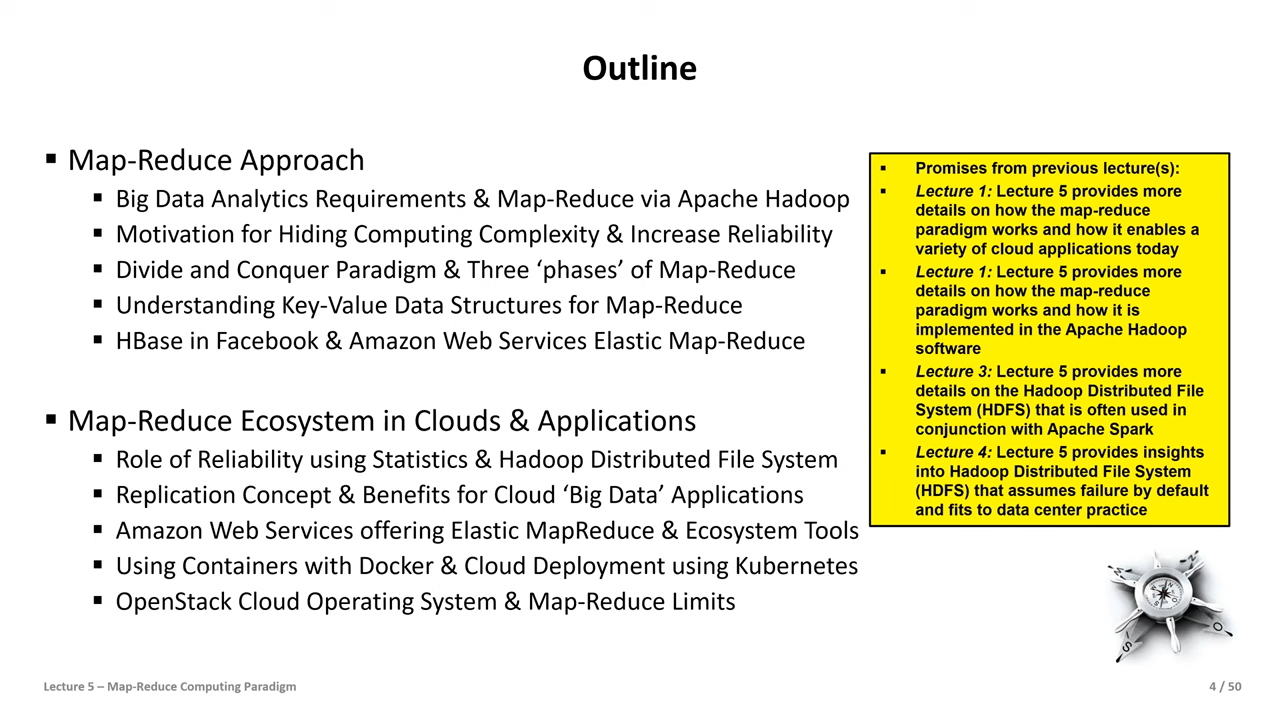 Outline
▪ Map-Reduce Approach
▪ Big Data Analytics Requirements & Map-Reduce via Apache Hadoop
▪ Motivation for Hiding Computing Complexity & Increase Reliability
▪ Divide and Conquer Paradigm & Three ‘phases’ of Map-Reduce
▪ Understanding Key-Value Data Structures for Map-Reduce
▪ HBase in Facebook & Amazon Web Services Elastic Map-Reduce
▪ Map-Reduce Ecosystem in Clouds & Applications
▪ Role of Reliability using Statistics & Hadoop Distributed File System
▪ Replication Concept & Benefits for Cloud ‘Big Data’ Applications
▪ Amazon Web Services offering Elastic MapReduce & Ecosystem Tools
▪ Using Containers with Docker & Cloud Deployment using Kubernetes
▪ OpenStack Cloud Operating System & Map-Reduce Limits
▪ Promises from previous lecture(s):
▪ Lecture 1: Lecture 5 provides more
details on how the map-reduce
paradigm works and how it enables a
variety of cloud applications today
▪ Lecture 1: Lecture 5 provides more
details on how the map-reduce
paradigm works and how it is
implemented in the Apache Hadoop
software
▪ Lecture 3: Lecture 5 provides more
details on the Hadoop Distributed File
System (HDFS) that is often used in
conjunction with Apache Spark
▪ Lecture 4: Lecture 5 provides insights
into Hadoop Distributed File System
(HDFS) that assumes failure by default
and fits to data center practice
Lecture 5 – Map-Reduce Computing Paradigm
4 / 50